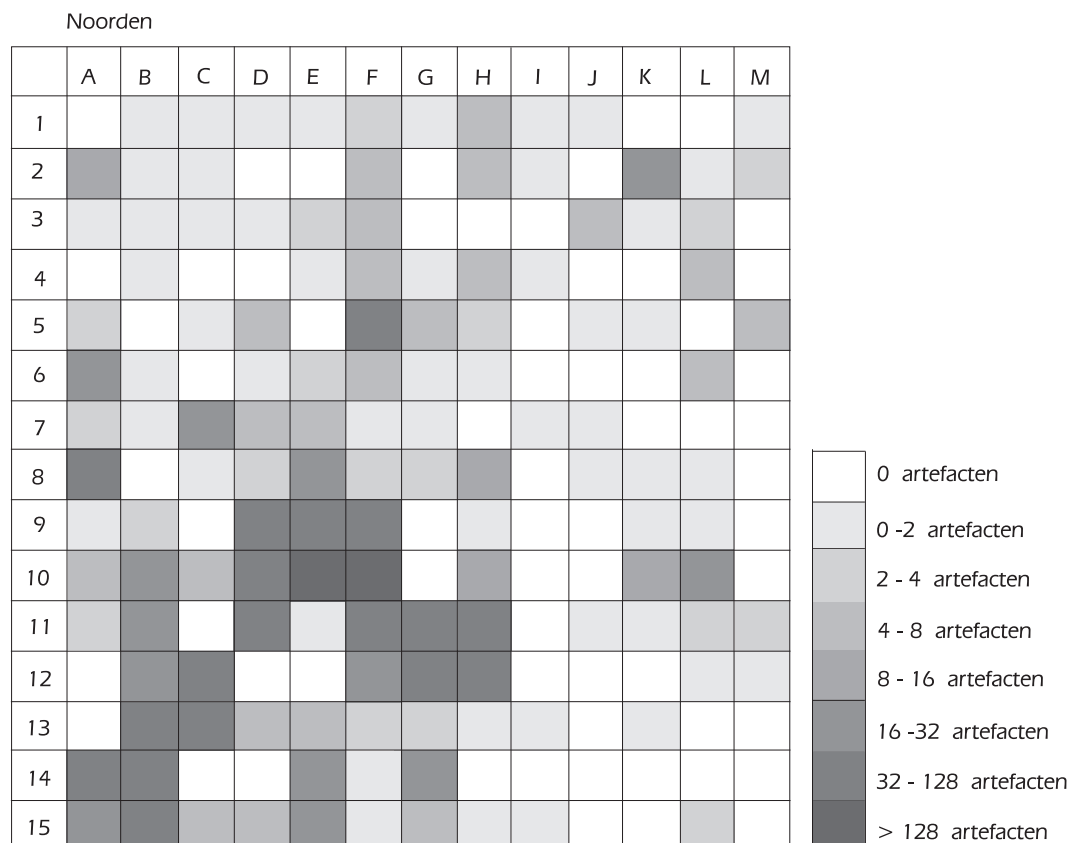 Noorden
A B C D E F G H I J K L M
1
2
3
4
5
6
7
8
9
10
11
12
13
14
15
0 artefacten
0 -2 artefacten
2 - 4 artefacten
4 - 8 artefacten
8 - 16 artefacten
16 -32 artefacten
32 - 128 artefacten
> 128 artefacten